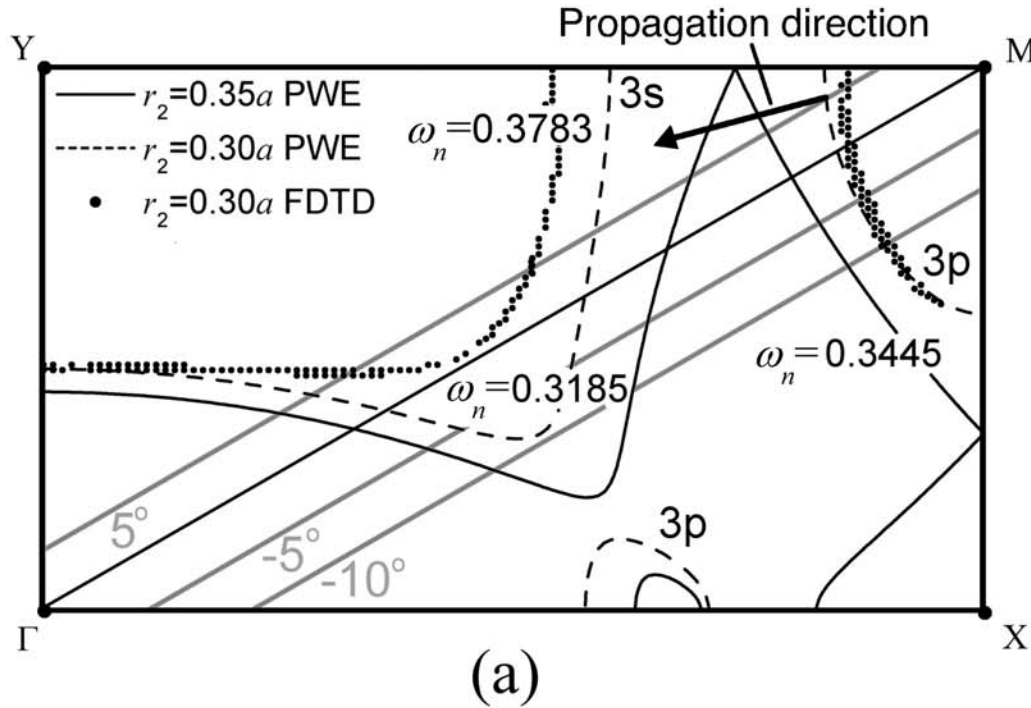 Propagation direction
Y
M
r₂=0.35a PWE
r₂=0.30a PWE
r₂=0.30a FDTD
3s
ωₙ=0.3783
3p
ωₙ=0.3445
ωₙ=0.3185
5°
-5°
-10°
3p
Γ
X
(a)